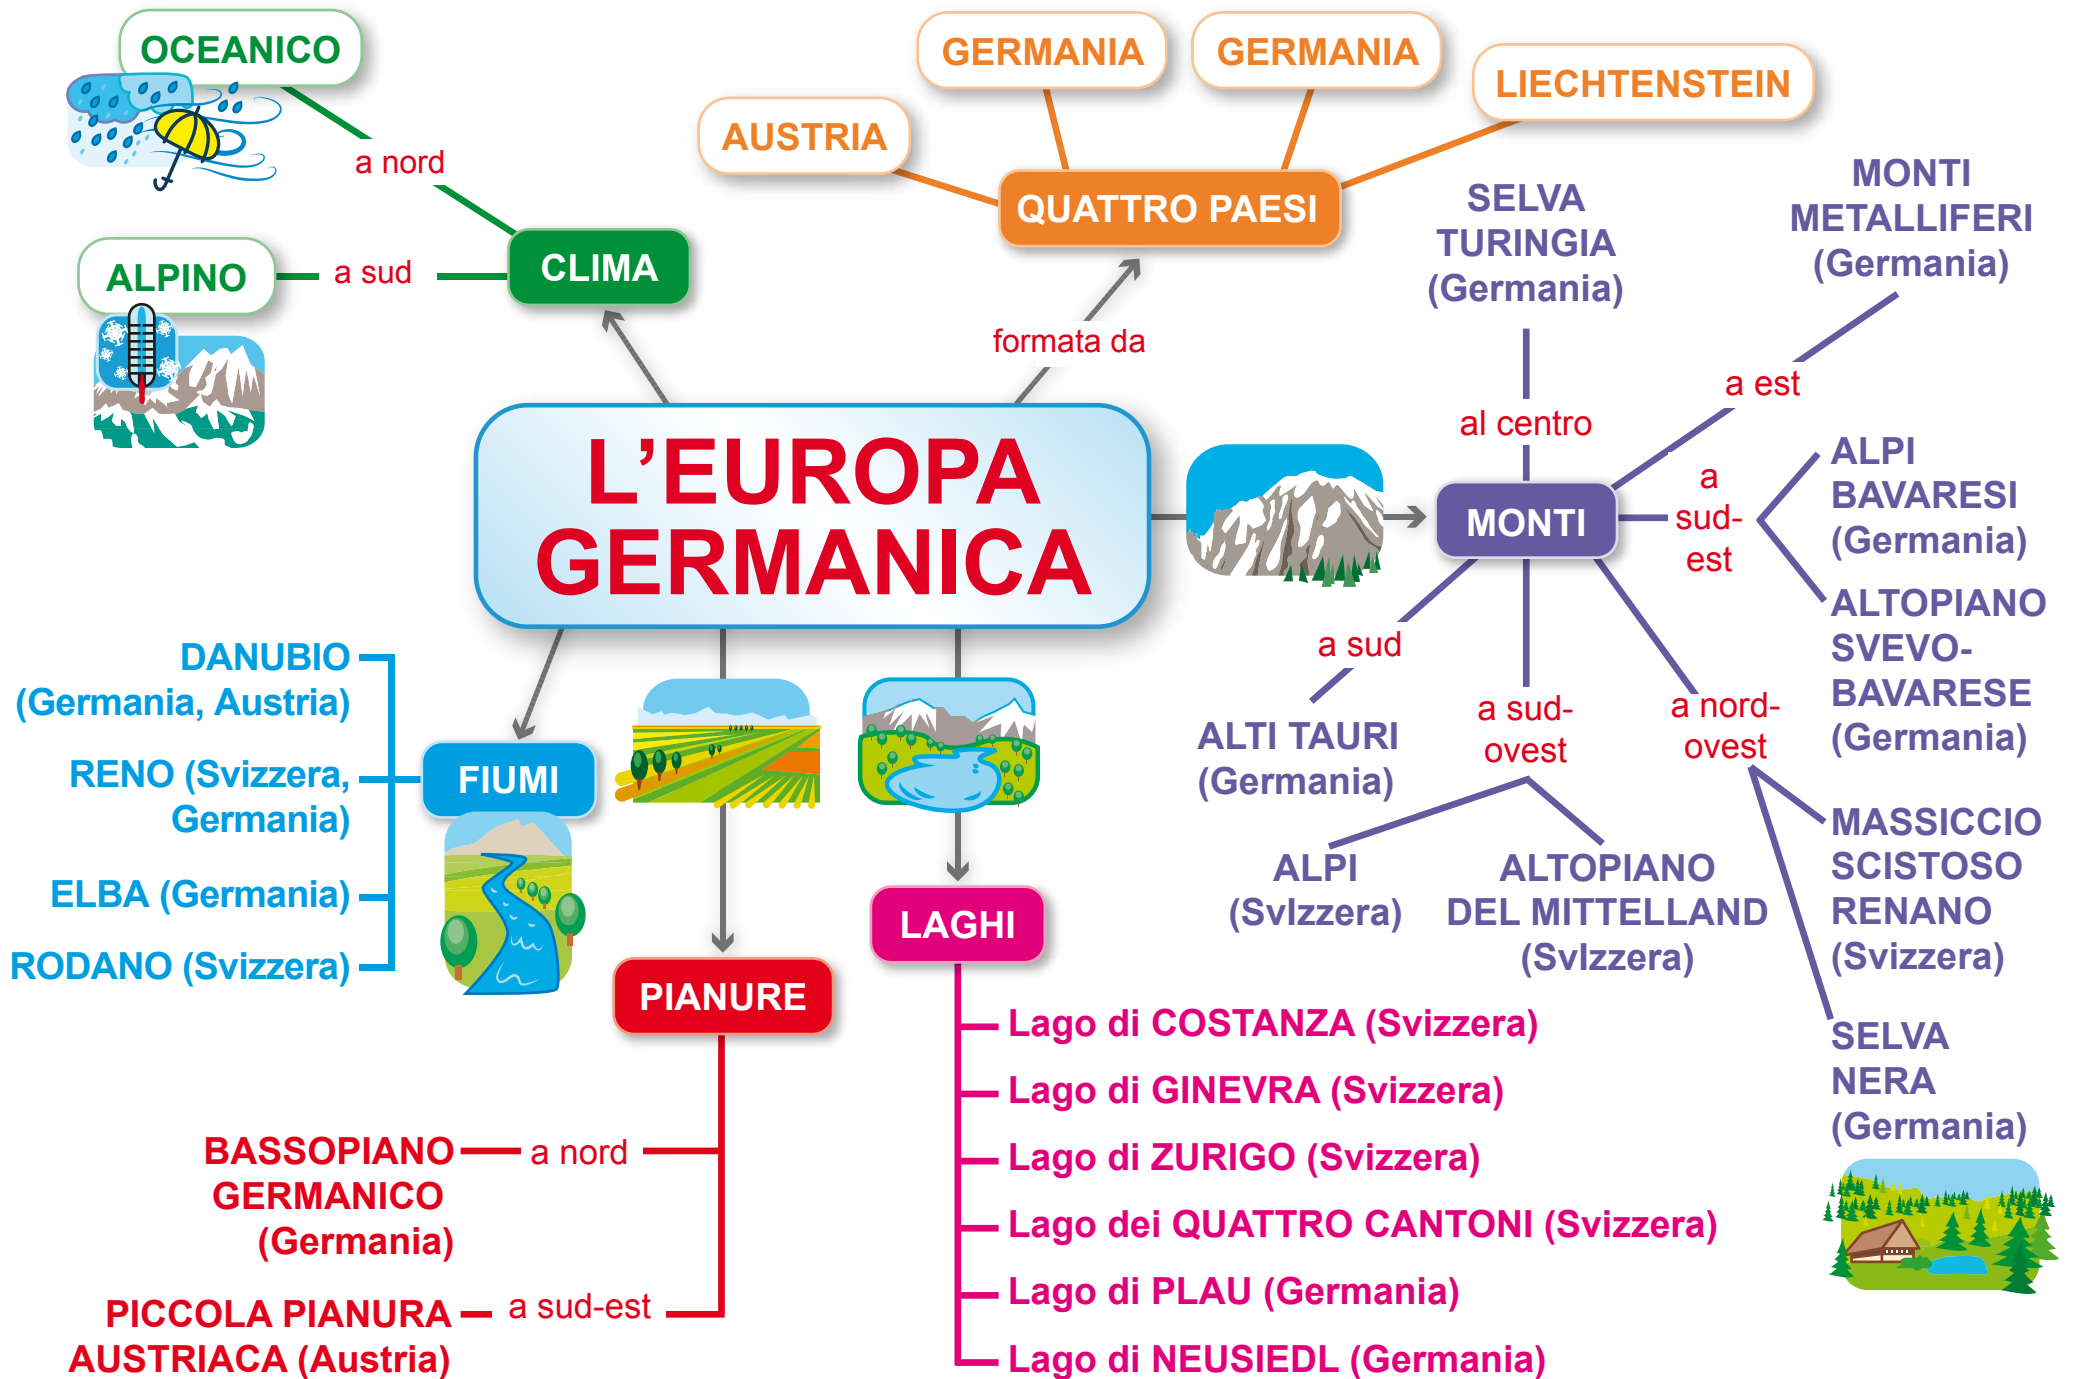 OCEANICO
a nord
ALPINO
a sud
CLIMA
GERMANIA
GERMANIA
LIECHTENSTEIN
AUSTRIA
QUATTRO PAESI
formata da
L’EUROPA
GERMANICA
SELVA
TURINGIA
(Germania)
al centro
MONTI
METALLIFERI
(Germania)
a est
MONTI
a
sud-
est
ALPI
BAVARESI
(Germania)
ALTOPIANO
SVEVO-
BAVARESE
(Germania)
a sud
ALTI TAURI
(Germania)
a sud-
ovest
ALPI
(SvIzzera)
ALTOPIANO
DEL MITTELLAND
(SvIzzera)
a nord-
ovest
MASSICCIO
SCISTOSO
RENANO
(Svizzera)
SELVA
NERA
(Germania)
DANUBIO
(Germania, Austria)
RENO (Svizzera,
Germania)
ELBA (Germania)
RODANO (Svizzera)
FIUMI
PIANURE
BASSOPIANO
GERMANICO
(Germania)
a nord
PICCOLA PIANURA
AUSTRIACA (Austria)
a sud-est
LAGHI
Lago di COSTANZA (Svizzera)
Lago di GINEVRA (Svizzera)
Lago di ZURIGO (Svizzera)
Lago dei QUATTRO CANTONI (Svizzera)
Lago di PLAU (Germania)
Lago di NEUSIEDL (Germania)